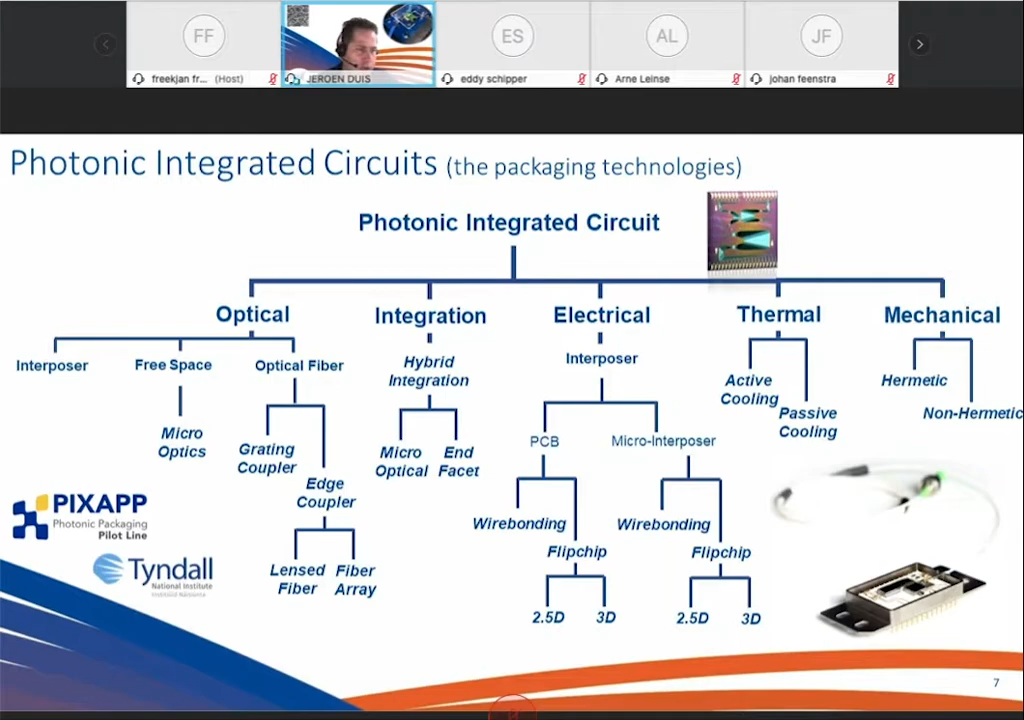 FF
ES
AL
JF
freekjan fr... (Host)
JEROEN DUIS
eddy schipper
Arne Leinse
johan feenstra
Photonic Integrated Circuits (the packaging technologies)
Photonic Integrated Circuit
Optical
Integration
Electrical
Thermal
Mechanical
Interposer
Free Space
Optical Fiber
Hybrid
Integration
Interposer
Active
Cooling
Passive
Cooling
Hermetic
Non-Hermetic
Micro
Optics
Grating
Coupler
Edge
Coupler
Micro
Optical
End
Facet
PCB
Micro-Interposer
Wirebonding
Flipchip
Wirebonding
Flipchip
Lensed
Fiber
Fiber
Array
2.5D
3D
2.5D
3D
PIXAPP
Photonic Packaging
Pilot Line
Tyndall
National Institute
7